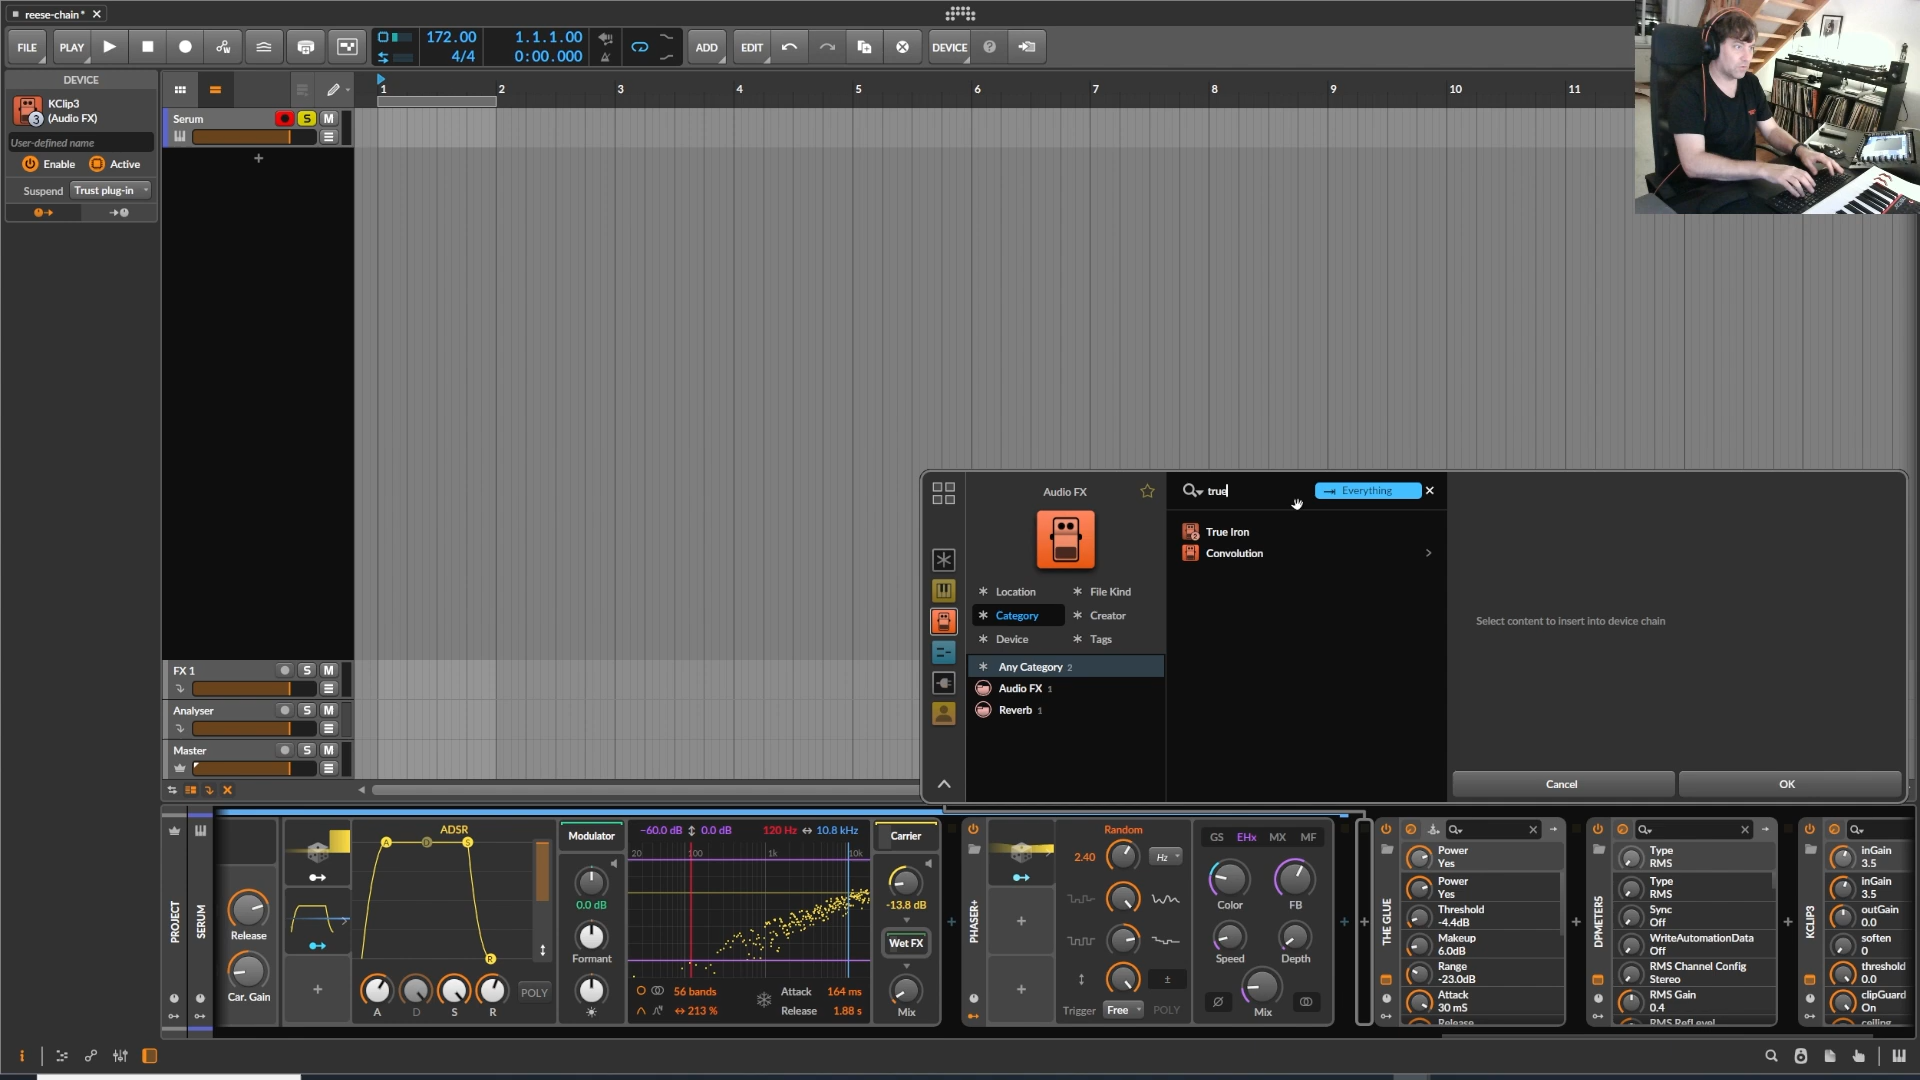 reese-chain*
FILE
PLAY
172.00
4/4
1.1.1.00
0:00.000
ADD
EDIT
DEVICE
DEVICE
KClip3
(Audio FX)
3
User-defined name
Enable
Active
Suspend
Trust plug-in
1
2
3
4
5
6
7
8
9
10
11
Serum
S
M
FX 1
S
M
Analyser
S
M
Master
S
M
Audio FX
true
Everything
True Iron
Convolution
Location
File Kind
Category
Creator
Device
Tags
Any Category 2
Audio FX 1
Reverb 1
Select content to insert into device chain
Cancel
OK
PROJECT
SERUM
Release
Car. Gain
ADSR
A
D
S
R
A
D
S
R
POLY
Modulator
0.0 dB
Formant
-60.0 dB
0.0 dB
120 Hz
10.8 kHz
20
100
1k
10k
56 bands
213 %
Attack
164 ms
Release
1.88 s
Carrier
-13.8 dB
Wet FX
Mix
PHASER+
Random
2.40
Hz
±
Trigger
Free
POLY
GS
EHx
MX
MF
Color
FB
Speed
Depth
Mix
THE GLUE
Power
Yes
Power
Yes
Threshold
-4.4dB
Makeup
6.0dB
Range
-23.0dB
Attack
30 mS
Release
DPMETERS
Type
RMS
Type
RMS
Sync
Off
WriteAutomationData
Off
RMS Channel Config
Stereo
RMS Gain
0.4
RMS RefLevel
KCLIP3
inGain
3.5
inGain
3.5
outGain
0.0
soften
0
threshold
0.0
clipGuard
On
ceiling